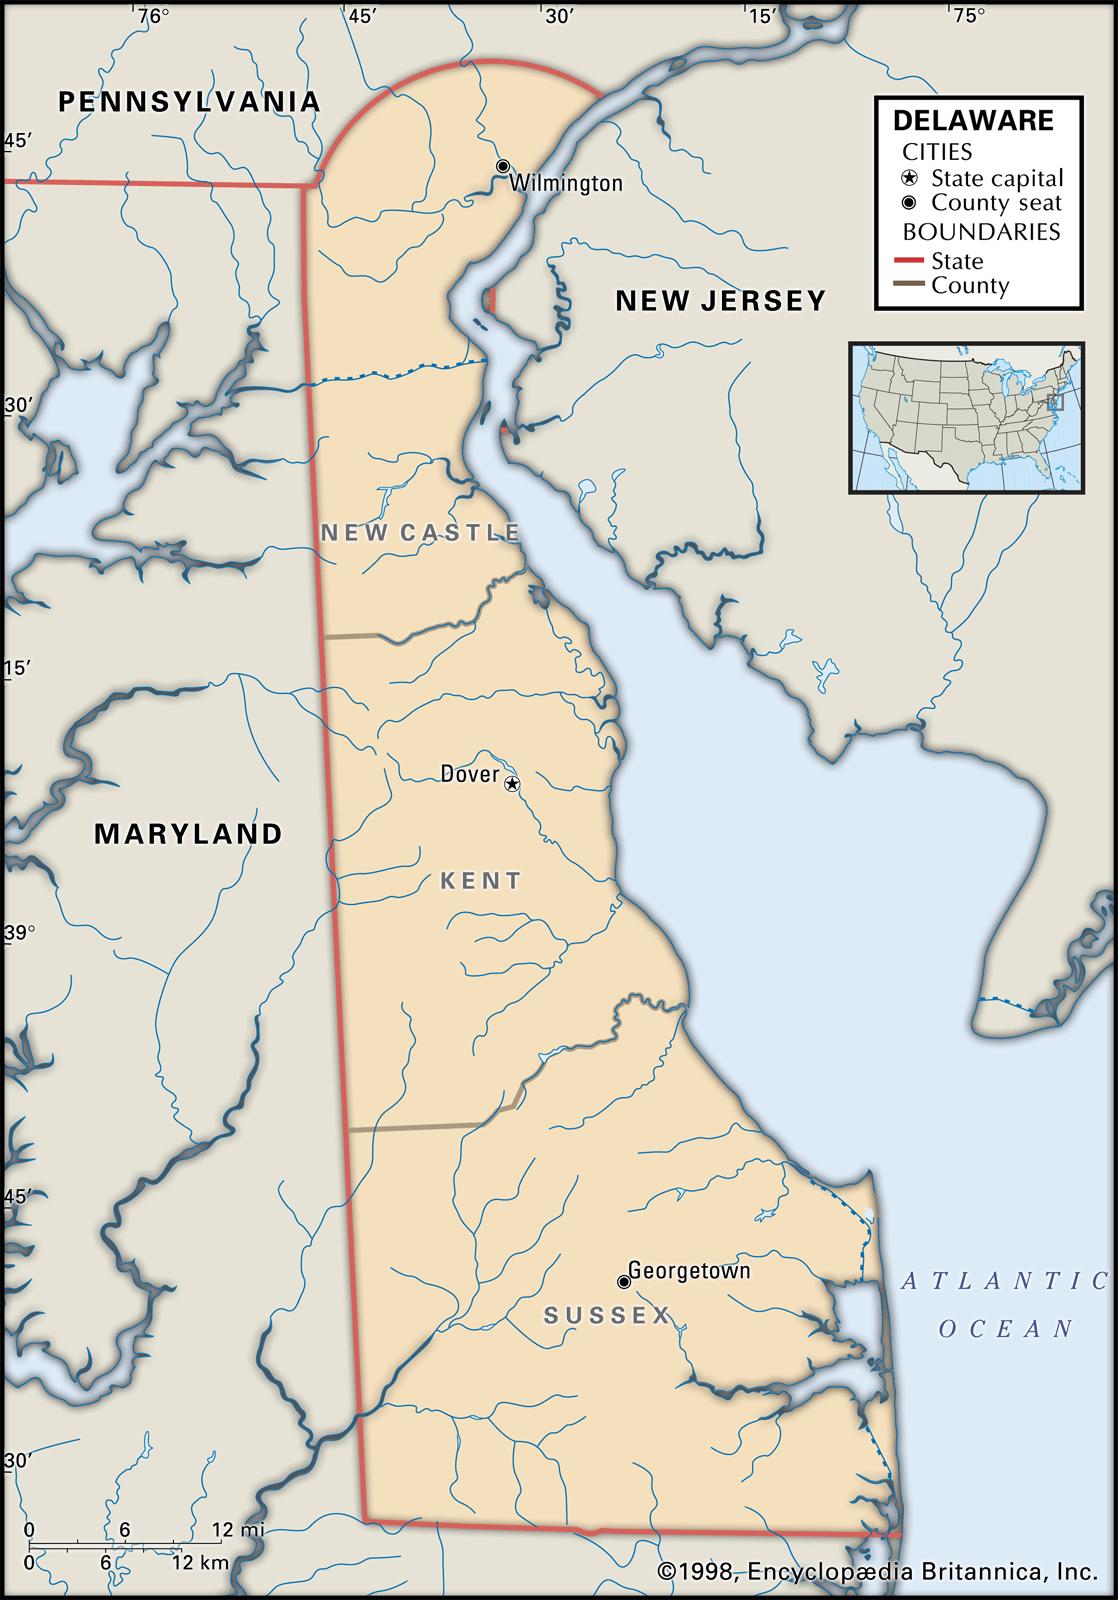 76°
45′
30′
15′
75°
PENNSYLVANIA
45′
DELAWARE
CITIES
State capital
County seat
BOUNDARIES
State
County
Wilmington
NEW JERSEY
30′
NEW CASTLE
15′
Dover
MARYLAND
KENT
39°
45′
Georgetown
SUSSEX
ATLANTIC
OCEAN
30′
0 6 12 mi
0 6 12 km
©1998, Encyclopædia Britannica, Inc.